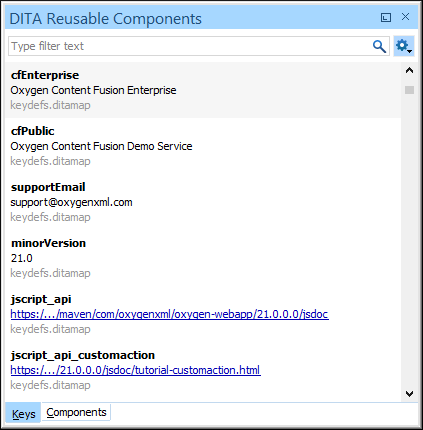 DITA Reusable Components
Type filter text
cfEnterprise
Oxygen Content Fusion Enterprise
keydefs.ditamap
cfPublic
Oxygen Content Fusion Demo Service
keydefs.ditamap
supportEmail
support@oxygenxml.com
keydefs.ditamap
minorVersion
21.0
keydefs.ditamap
jscript_api
https:/.../maven/com/oxygenxml/oxygen-webapp/21.0.0.0/jsdoc
keydefs.ditamap
jscript_api_customaction
https:/.../21.0.0.0/jsdoc/tutorial-customaction.html
keydefs.ditamap
Keys Components